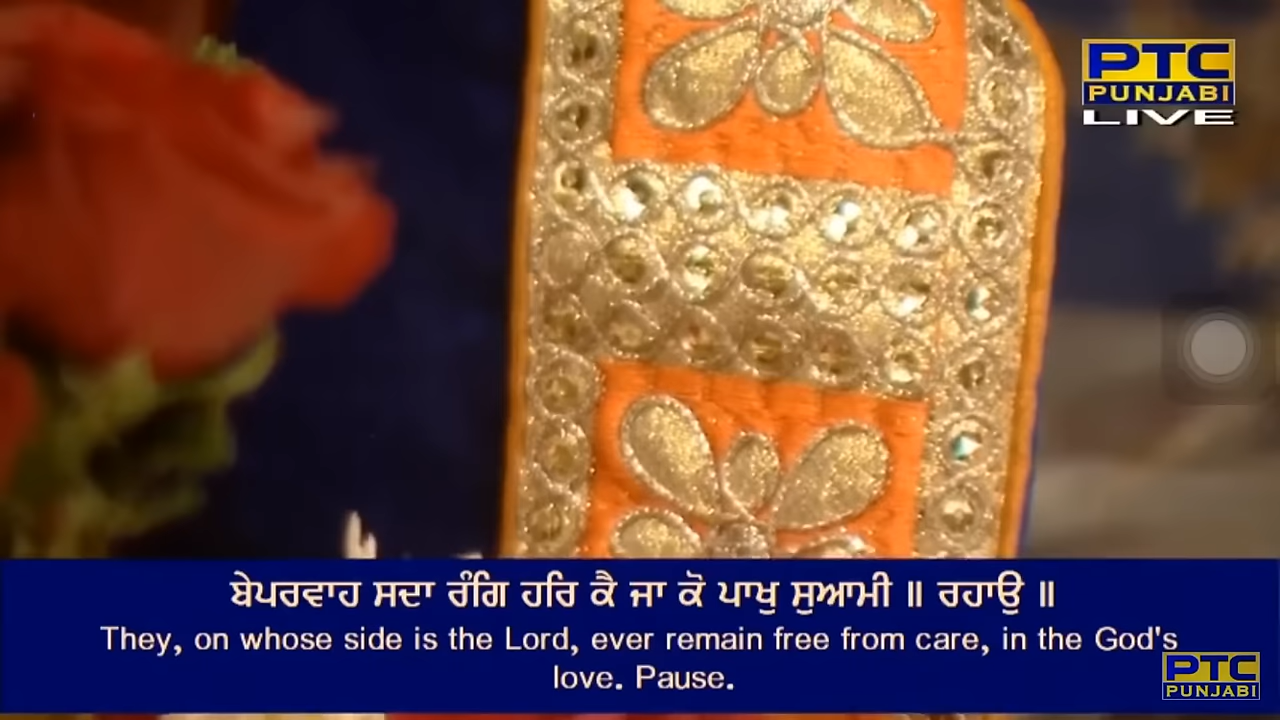 PTC
PUNJABI
LIVE
ਬੇਪਰਵਾਹ ਸਦਾ ਰੰਗਿ ਹਰਿ ਕੈ ਜਾ ਕੋ ਪਾਖੁ ਸੁਆਮੀ ॥ ਰਹਾਉ ॥
They, on whose side is the Lord, ever remain free from care, in the God's
love. Pause.
PTC
PUNJABI